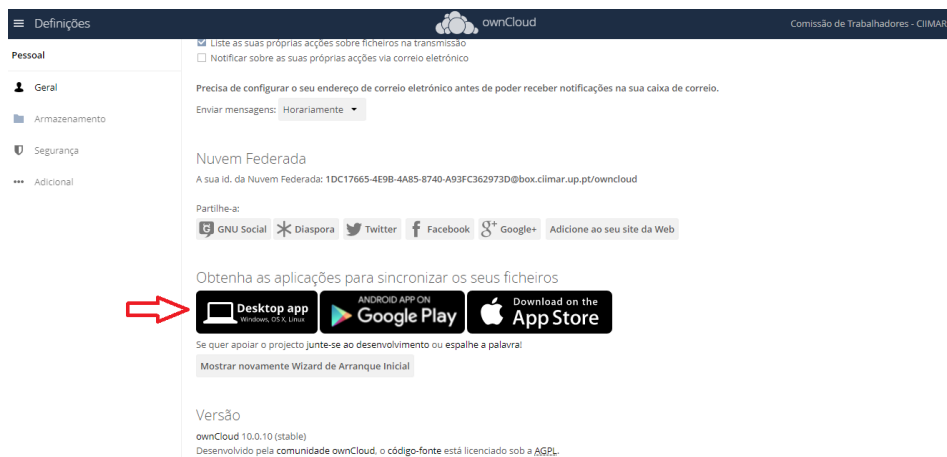 Definições
ownCloud
Comissão de Trabalhadores - CIIMAR
Pessoal
Geral
Armazenamento
Segurança
Adicional
Liste as suas próprias acções sobre ficheiros na transmissão
Notificar sobre as suas próprias acções via correio eletrónico
Precisa de configurar o seu endereço de correio eletrónico antes de poder receber notificações na sua caixa de correio.
Enviar mensagens: Horariamente
Nuvem Federada
A sua id. da Nuvem Federada: 1DC17665-4E9B-4A85-8740-A93FC362973D@box.ciimar.up.pt/owncloud
Partilhe-a:
GNU Social Diaspora Twitter Facebook Google+ Adicione ao seu site da Web
Obtenha as aplicações para sincronizar os seus ficheiros
Desktop app
Windows, OS X, Linux
ANDROID APP ON
Google Play
Download on the
App Store
Se quer apoiar o projecto junte-se ao desenvolvimento ou espalhe a palavra!
Mostrar novamente Wizard de Arranque Inicial
Versão
ownCloud 10.0.10 (stable)
Desenvolvido pela comunidade ownCloud, o código-fonte está licenciado sob a AGPL.